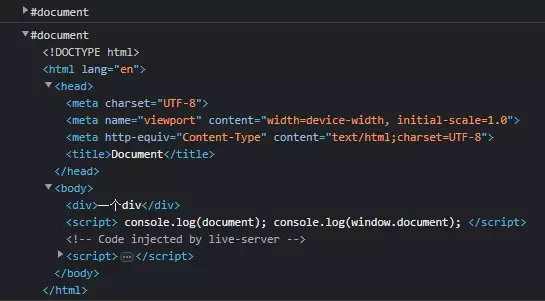 #document
#document
<!DOCTYPE html>
<html lang="en">
<head>
<meta charset="UTF-8">
<meta name="viewport" content="width=device-width, initial-scale=1.0">
<meta http-equiv="Content-Type" content="text/html;charset=UTF-8">
<title>Document</title>
</head>
<body>
<div>一个div</div>
<script> console.log(document); console.log(window.document); </script>
<!-- Code injected by live-server -->
<script>…</script>
</body>
</html>